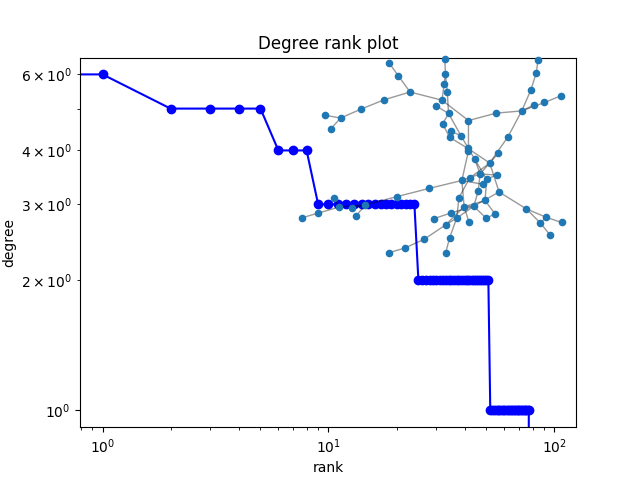 Degree rank plot
6 × 10⁰
4 × 10⁰
3 × 10⁰
2 × 10⁰
10⁰
degree
10⁰ 10¹ 10²
rank